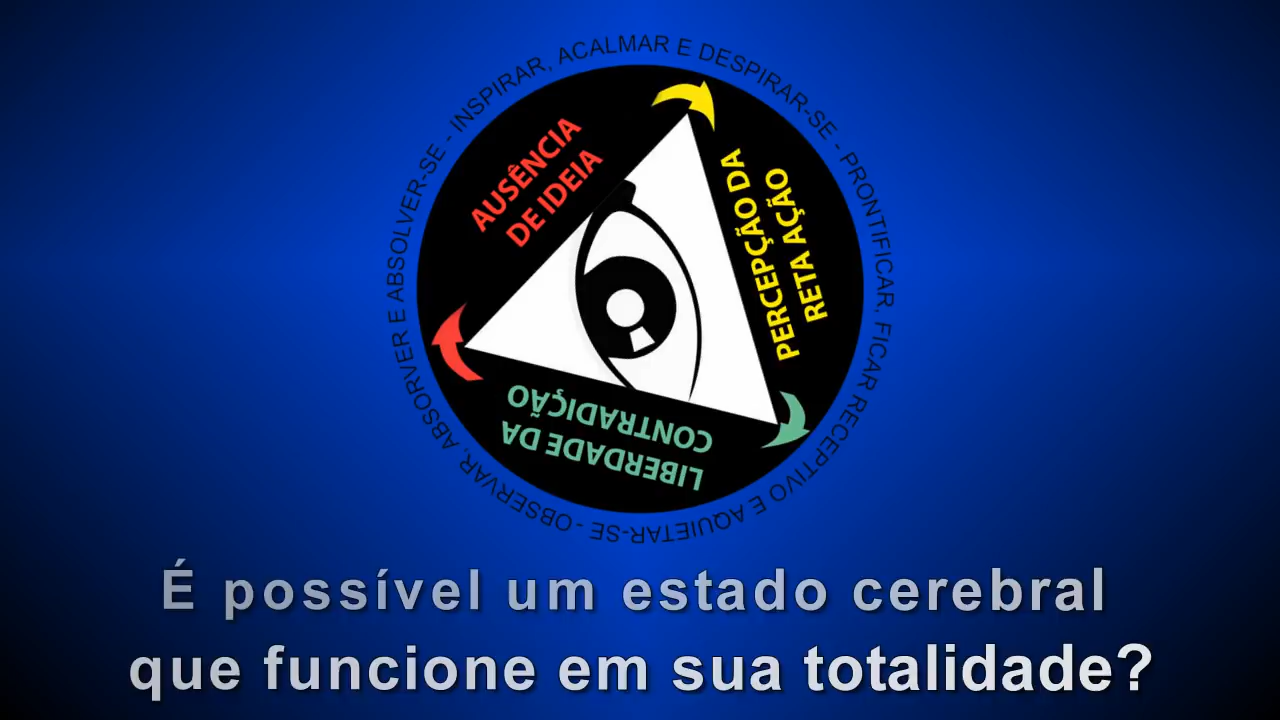 INSPIRAR, ACALMAR E DESPIRAR-SE - PRONTIFICAR, FICAR RECEPTIVO E AQUIETAR-SE - OBSERVAR, ABSORVER E ABSOLVER-SE -
AUSÊNCIA
DE IDEIA
PERCEPÇÃO DA
RETA AÇÃO
LIBERDADE DA
CONTRADIÇÃO
É possível um estado cerebral
que funcione em sua totalidade?